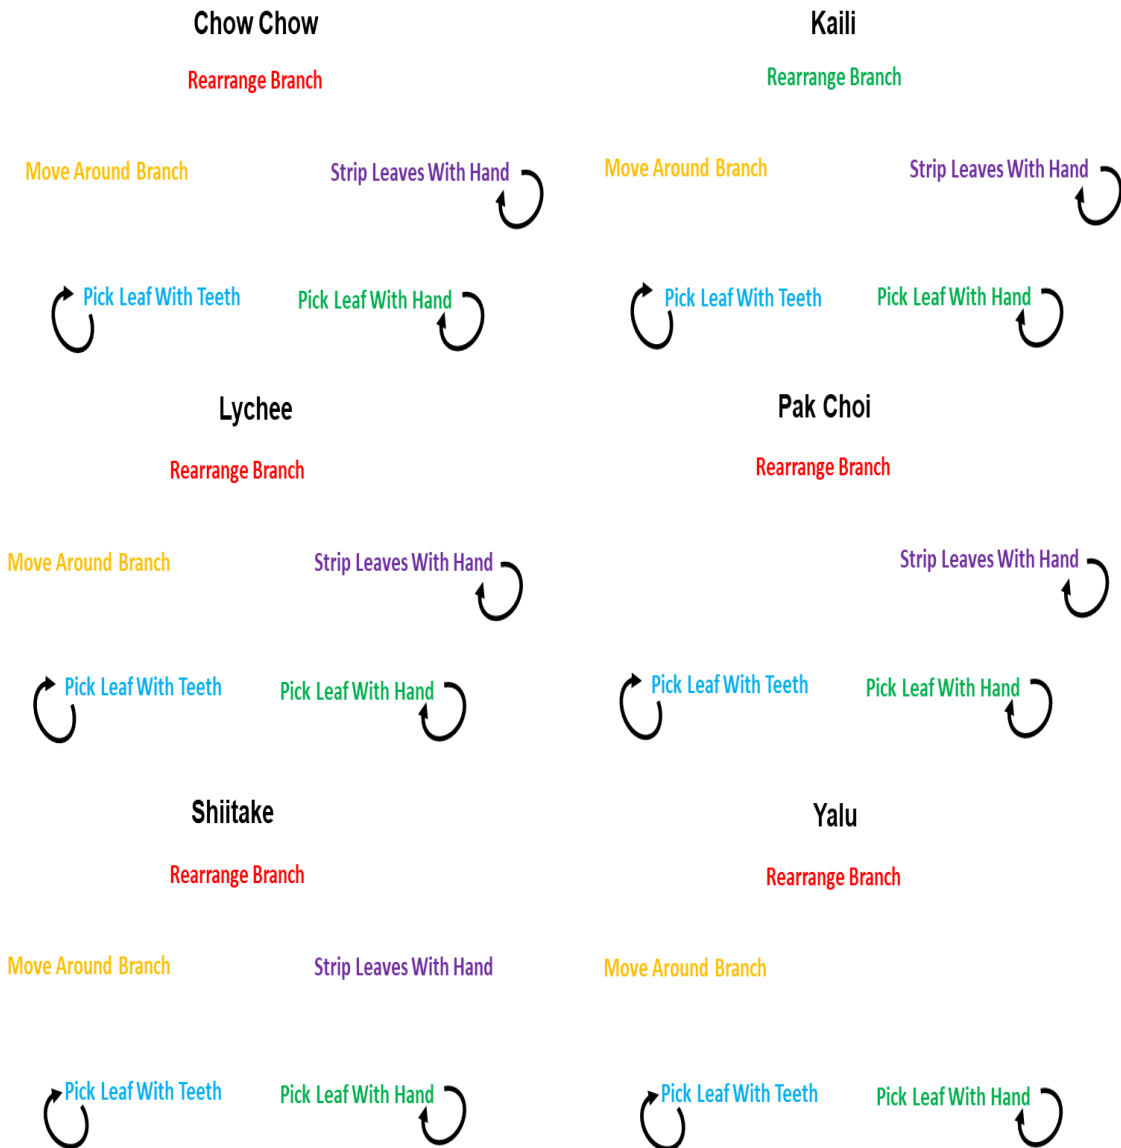 Chow Chow
Rearrange Branch
Move Around Branch
Strip Leaves With Hand
Pick Leaf With Teeth
Pick Leaf With Hand
Kaili
Rearrange Branch
Move Around Branch
Strip Leaves With Hand
Pick Leaf With Teeth
Pick Leaf With Hand
Lychee
Rearrange Branch
Move Around Branch
Strip Leaves With Hand
Pick Leaf With Teeth
Pick Leaf With Hand
Pak Choi
Rearrange Branch
Strip Leaves With Hand
Pick Leaf With Teeth
Pick Leaf With Hand
Shiitake
Rearrange Branch
Move Around Branch
Strip Leaves With Hand
Pick Leaf With Teeth
Pick Leaf With Hand
Yalu
Rearrange Branch
Move Around Branch
Pick Leaf With Teeth
Pick Leaf With Hand